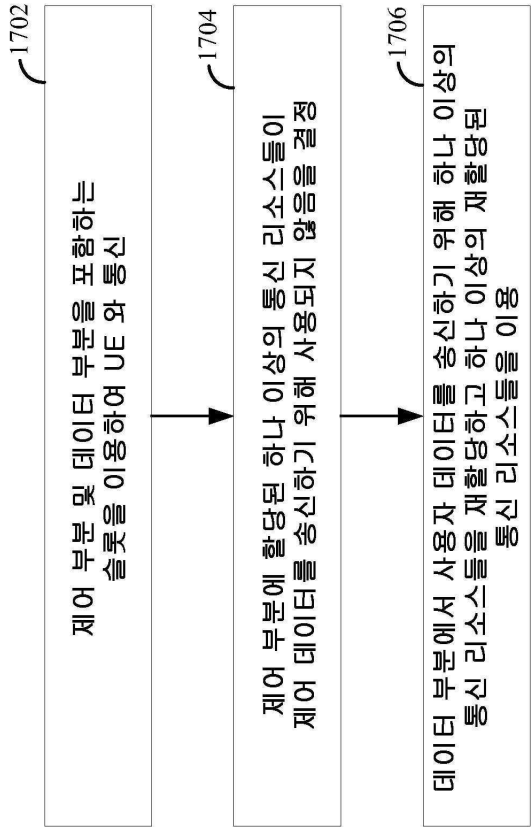 1702
제어 부분 및 데이터 부분을 포함하는
슬롯을 이용하여 UE 와 통신
1704
제어 부분에 할당된 하나 이상의 통신 리소스들이
제어 데이터를 송신하기 위해 사용되지 않음을 결정
1706
데이터 부분에서 사용자 데이터를 송신하기 위해 하나 이상의
통신 리소스들을 재할당하고 하나 이상의 재할당된
통신 리소스들을 이용